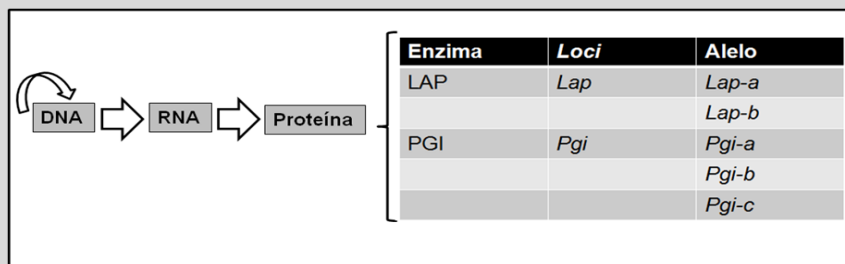 DNA
RNA
Proteína
Enzima Loci Alelo
LAP Lap Lap-a
Lap-b
PGI Pgi Pgi-a
Pgi-b
Pgi-c